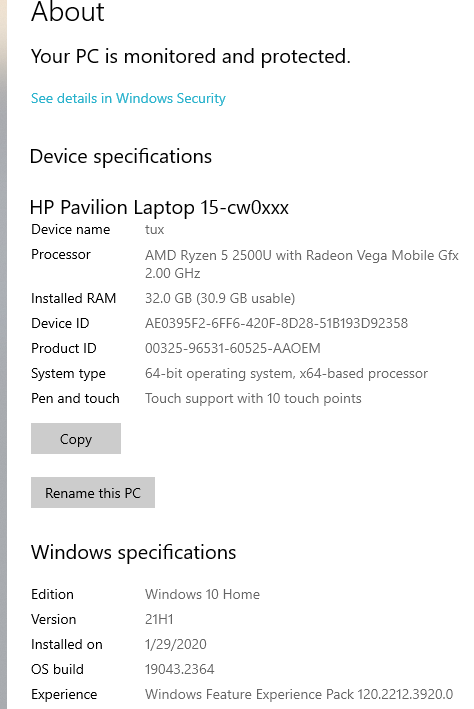 About
Your PC is monitored and protected.
See details in Windows Security
Device specifications
HP Pavilion Laptop 15-cw0xxx
Device name tux
Processor AMD Ryzen 5 2500U with Radeon Vega Mobile Gfx
2.00 GHz
Installed RAM 32.0 GB (30.9 GB usable)
Device ID AE0395F2-6FF6-420F-8D28-51B193D92358
Product ID 00325-96531-60525-AAOEM
System type 64-bit operating system, x64-based processor
Pen and touch Touch support with 10 touch points
Copy
Rename this PC
Windows specifications
Edition Windows 10 Home
Version 21H1
Installed on 1/29/2020
OS build 19043.2364
Experience Windows Feature Experience Pack 120.2212.3920.0